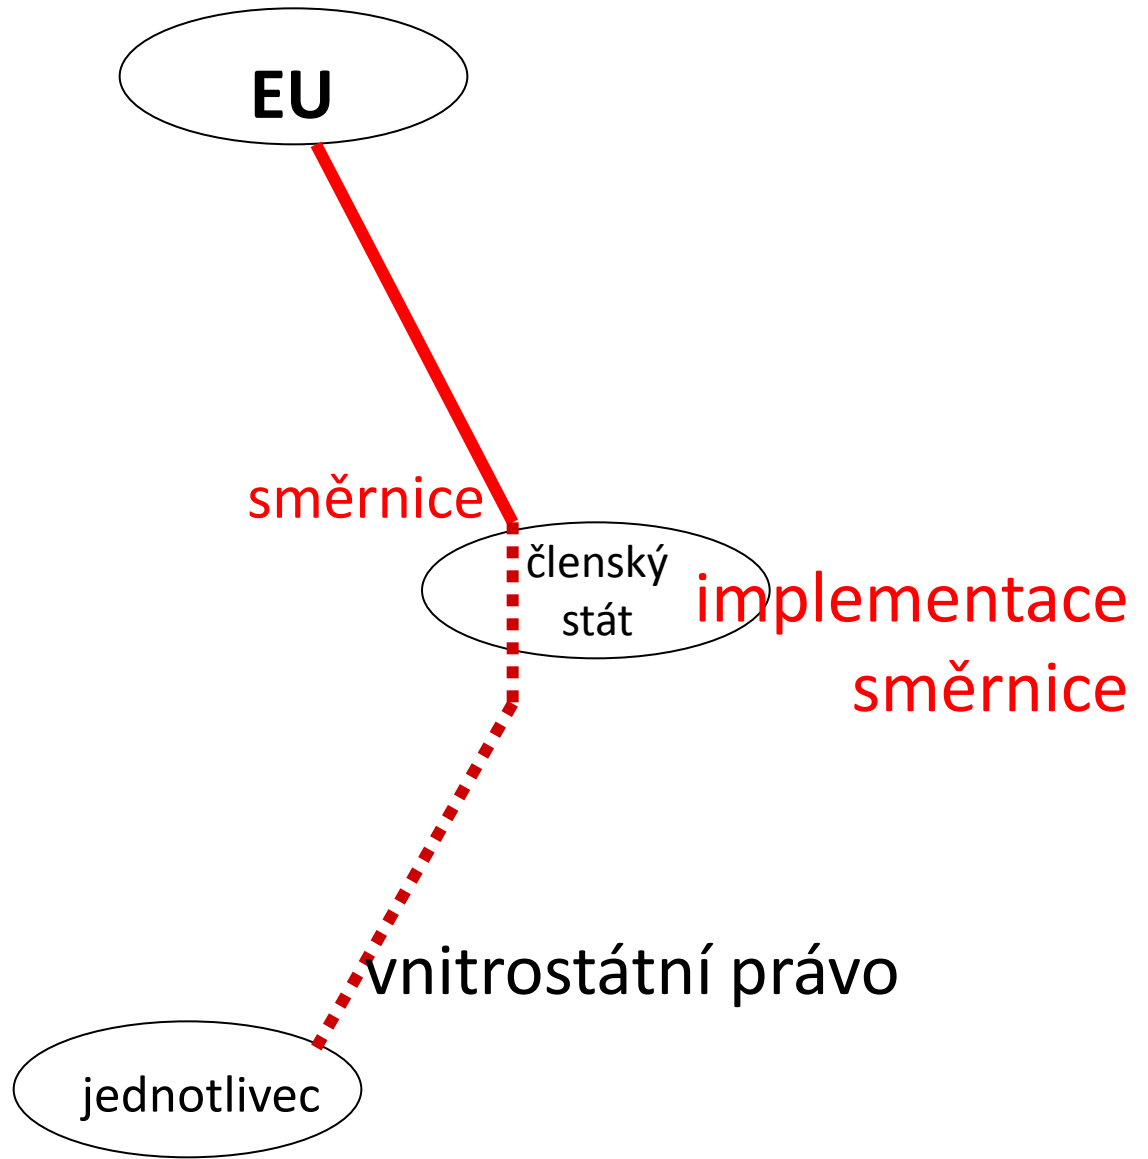 EU
směrnice
členský
stát
implementace
směrnice
vnitrostátní právo
jednotlivec